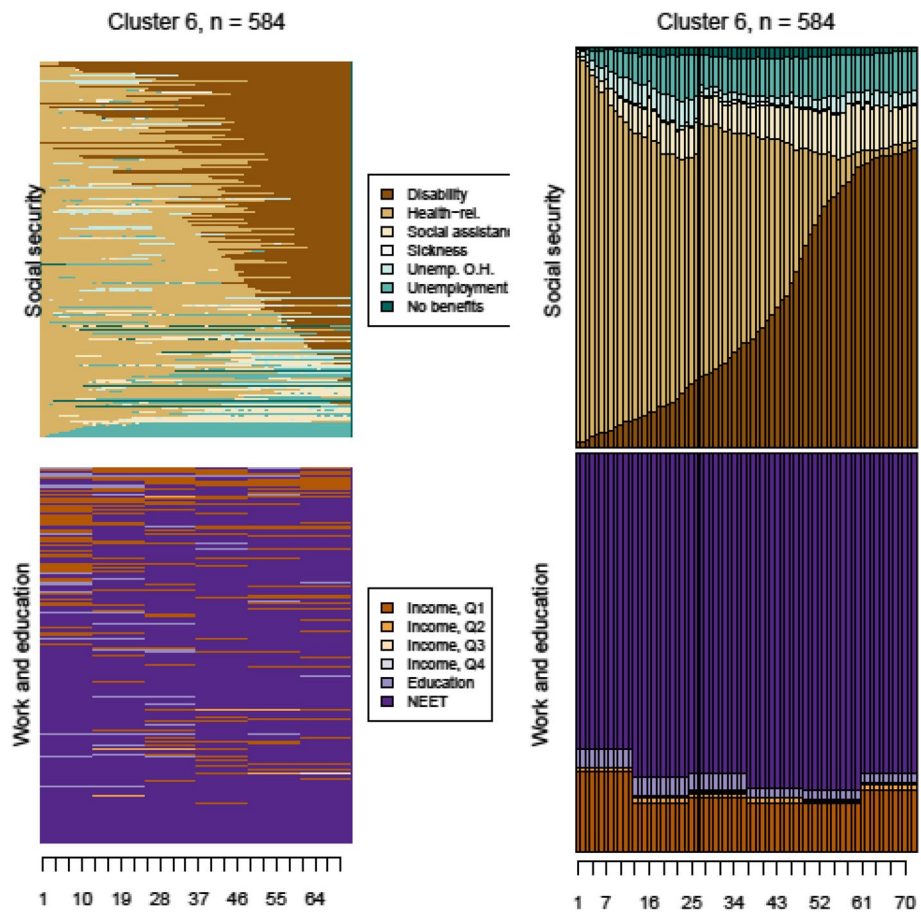 Cluster 6, n = 584
Social security
Disability
Health-rel.
Social assistan
Sickness
Unemp. O.H.
Unemployment
No benefits
Work and education
Income, Q1
Income, Q2
Income, Q3
Income, Q4
Education
NEET
1 10 19 28 37 46 55 64
Cluster 6, n = 584
Social security
Work and education
1 7 16 25 34 43 52 61 70